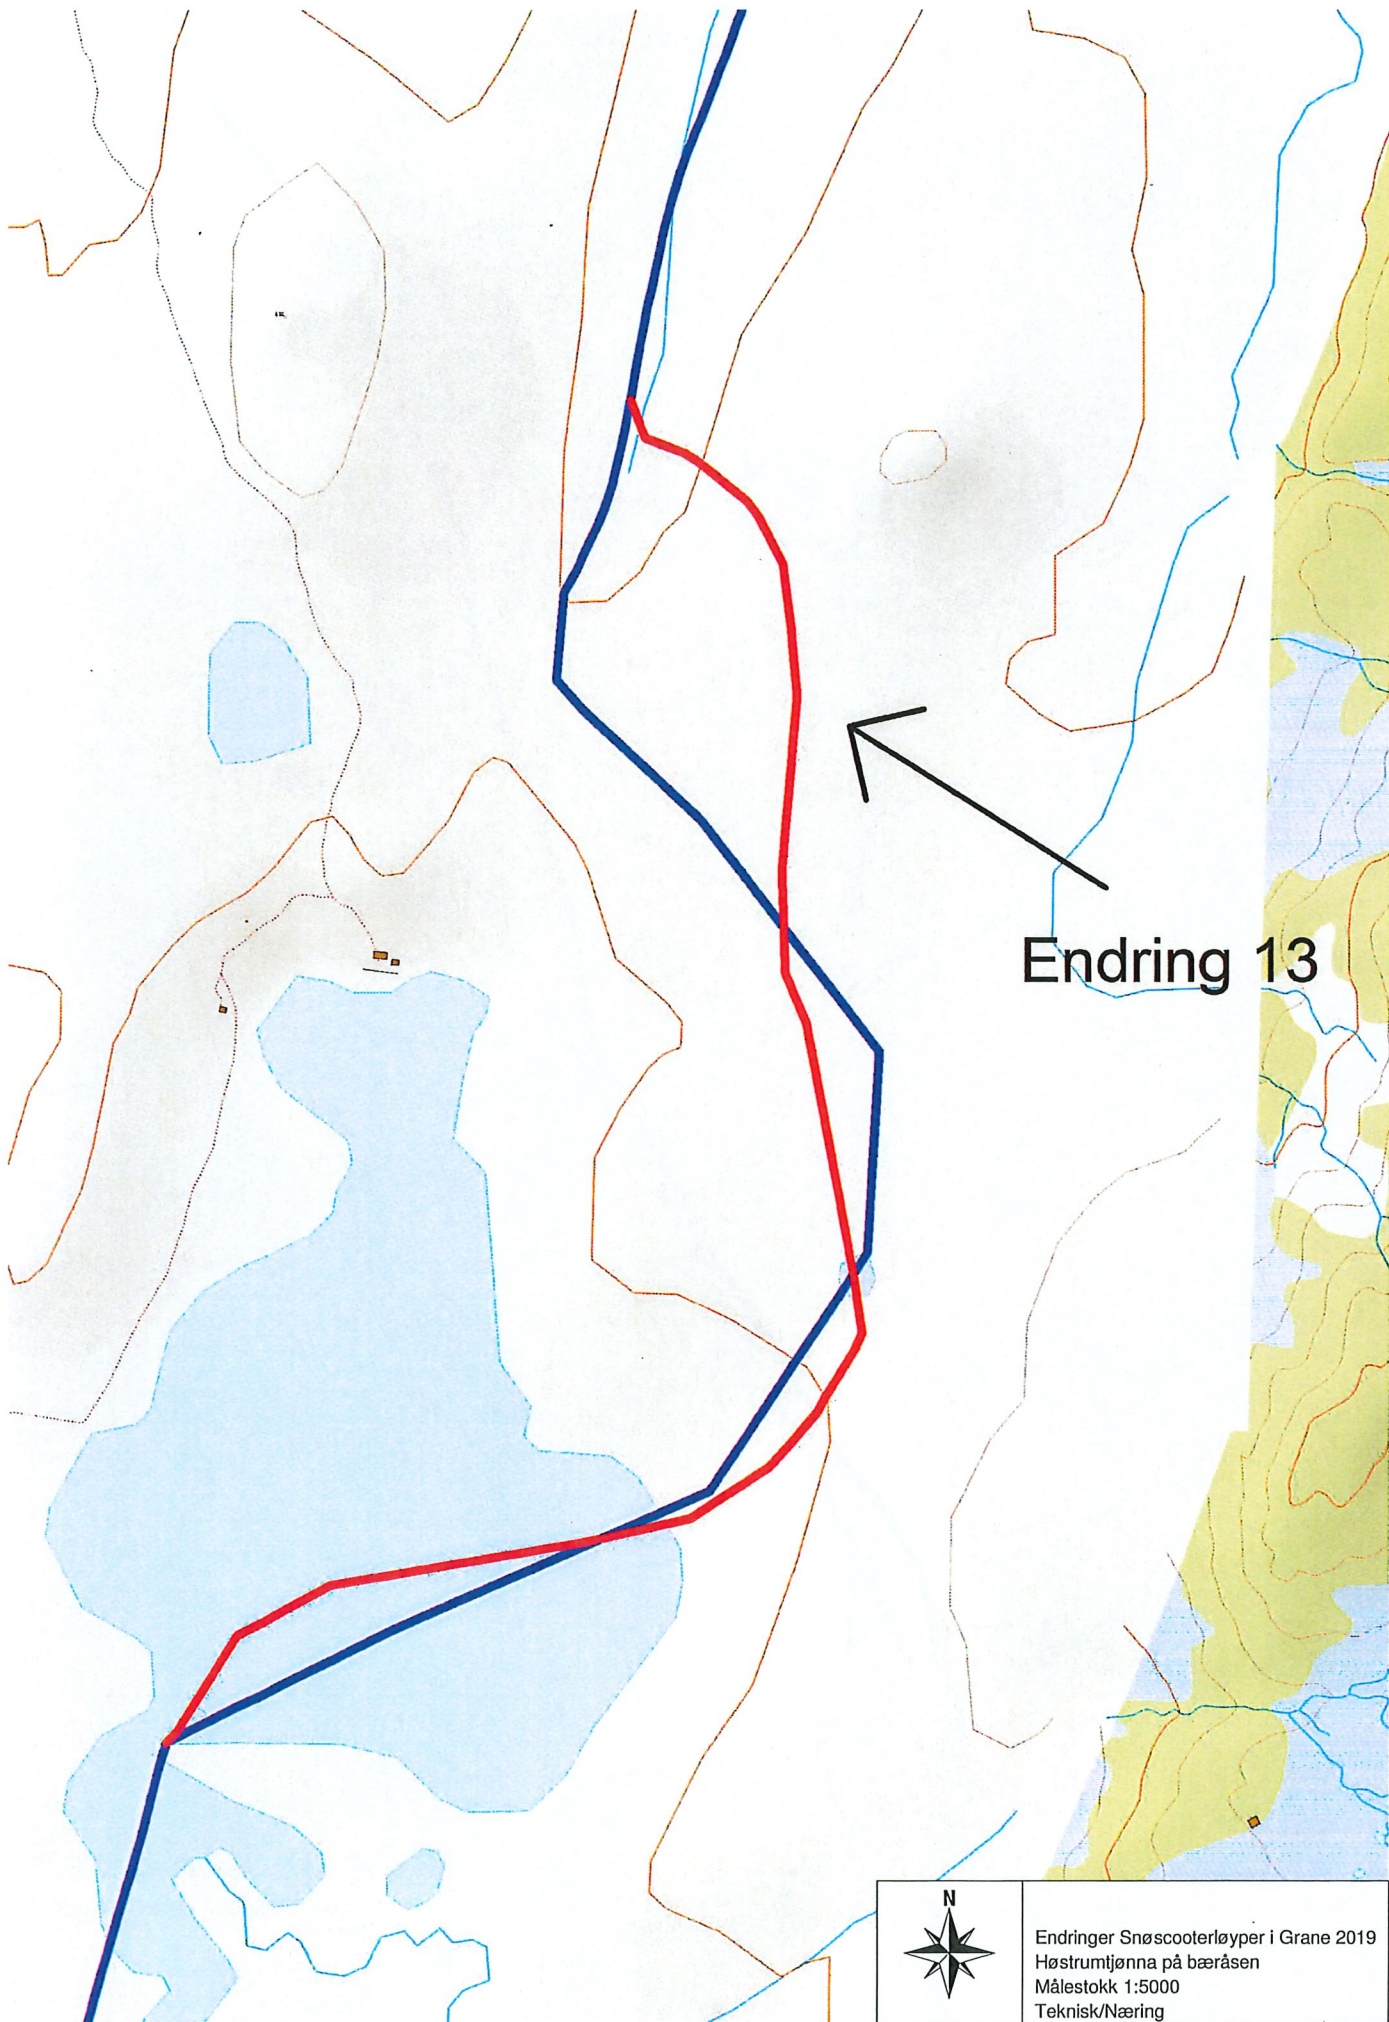 Endring 13
N
Endringer Snøscooterløyper i Grane 2019
Høstrumtjønna på bæråsen
Målestokk 1:5000
Teknisk/Næring